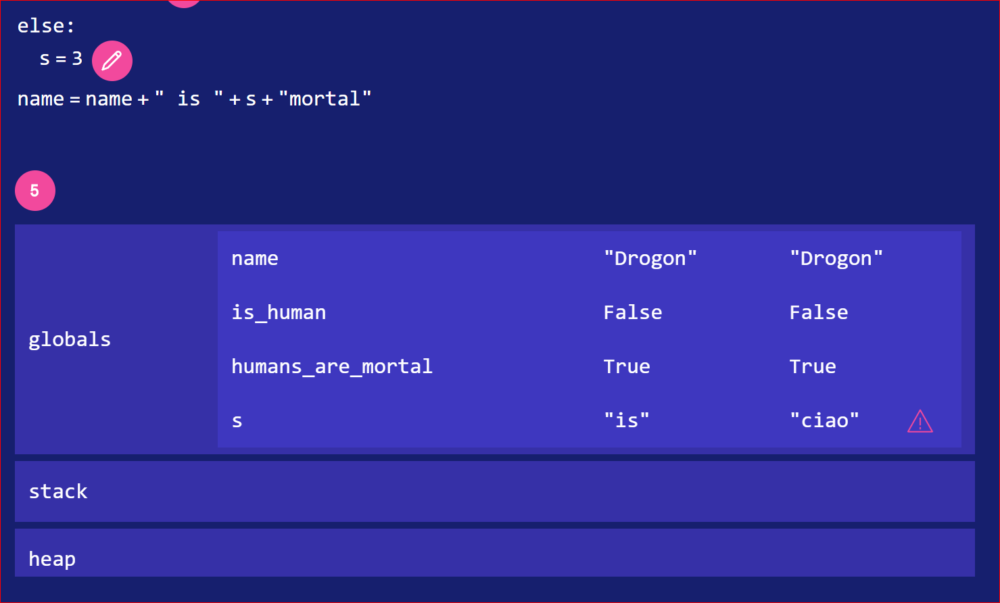 else:
s = 3
name = name + " is " + s + "mortal"
5
globals
name "Drogon" "Drogon"
is_human False False
humans_are_mortal True True
s "is" "ciao"
stack
heap